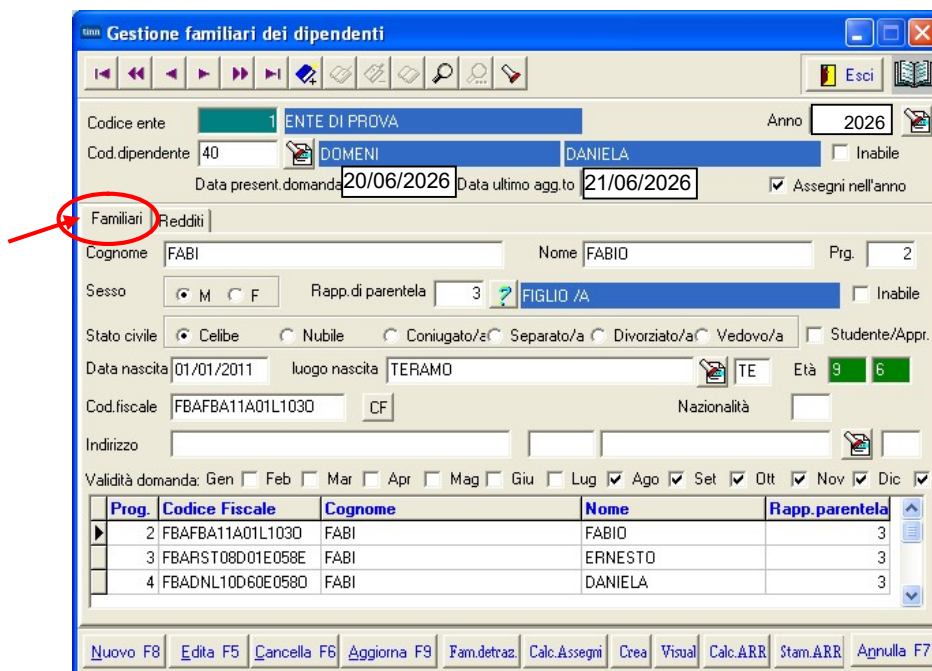 tinn Gestione familiari dei dipendenti
Esci
Codice ente 1 ENTE DI PROVA Anno 2026
Cod.dipendente 40 DOMENI DANIELA Inabile
Data present.domanda 20/06/2026 Data ultimo agg.to 21/06/2026 Assegni nell'anno
Familiari Redditi
Cognome FABI Nome FABIO Prg. 2
Sesso M F Rapp.di parentela 3 ? FIGLIO /A Inabile
Stato civile Celibe Nubile Coniugato/a Separato/a Divorziato/a Vedovo/a Studente/Appr.
Data nascita 01/01/2011 luogo nascita TERAMO TE Età 9 6
Cod.fiscale FBAFBA11A01L103O CF Nazionalità
Indirizzo
Validità domanda: Gen Feb Mar Apr Mag Giu Lug Ago Set Ott Nov Dic
Prog. Codice Fiscale Cognome Nome Rapp.parentela
2 FBAFBA11A01L103O FABI FABIO 3
3 FBARST08D01E058E FABI ERNESTO 3
4 FBADNL10D60E058O FABI DANIELA 3
Nuovo F8 Edita F5 Cancella F6 Aggiorna F9 Fam.detraz. Calc.Assegni Crea Visual Calc.ARR Stam.ARR Annulla F7